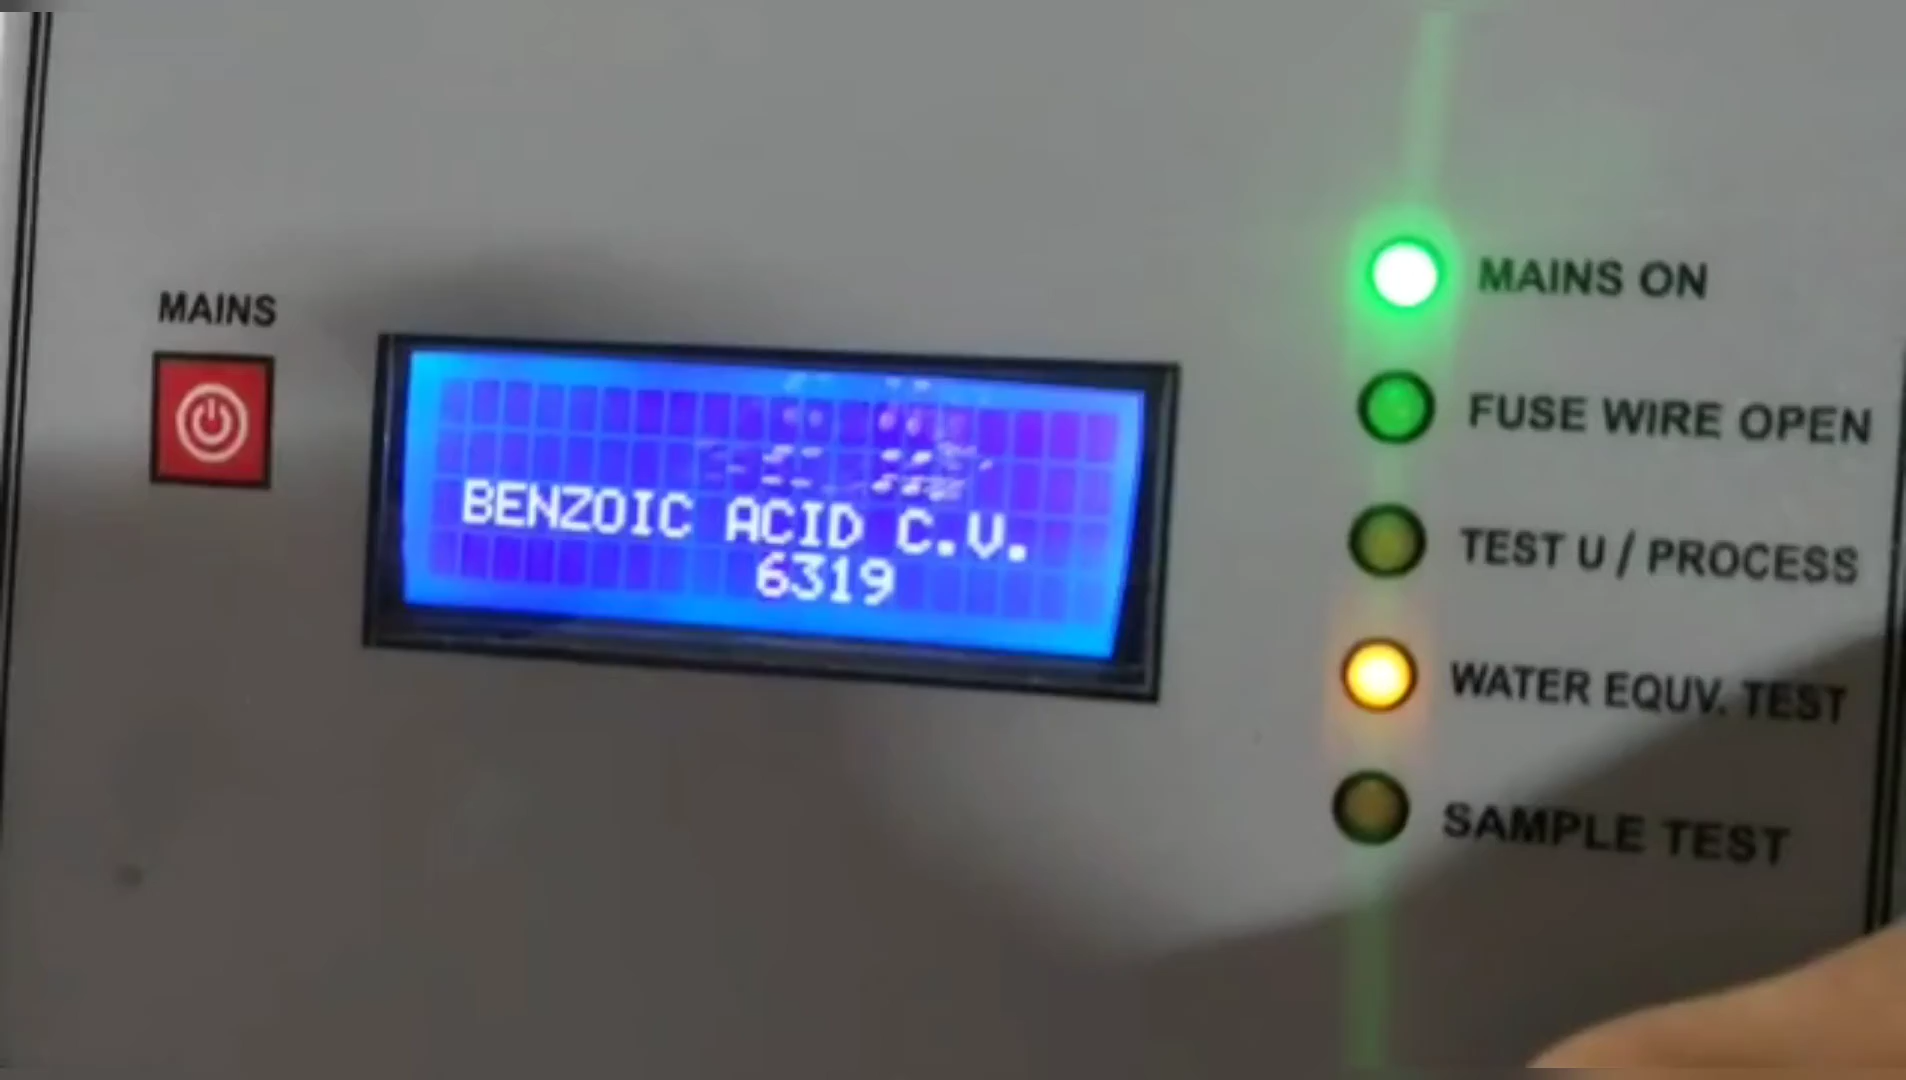 MAINS
BENZOIC ACID C.V.
6319
MAINS ON
FUSE WIRE OPEN
TEST U / PROCESS
WATER EQUV. TEST
SAMPLE TEST